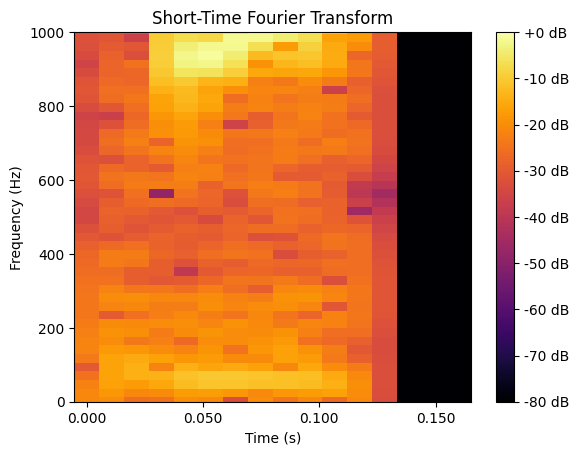 Short-Time Fourier Transform
1000
800
600
400
200
0
Frequency (Hz)
0.000
0.050
0.100
0.150
Time (s)
+0 dB
-10 dB
-20 dB
-30 dB
-40 dB
-50 dB
-60 dB
-70 dB
-80 dB